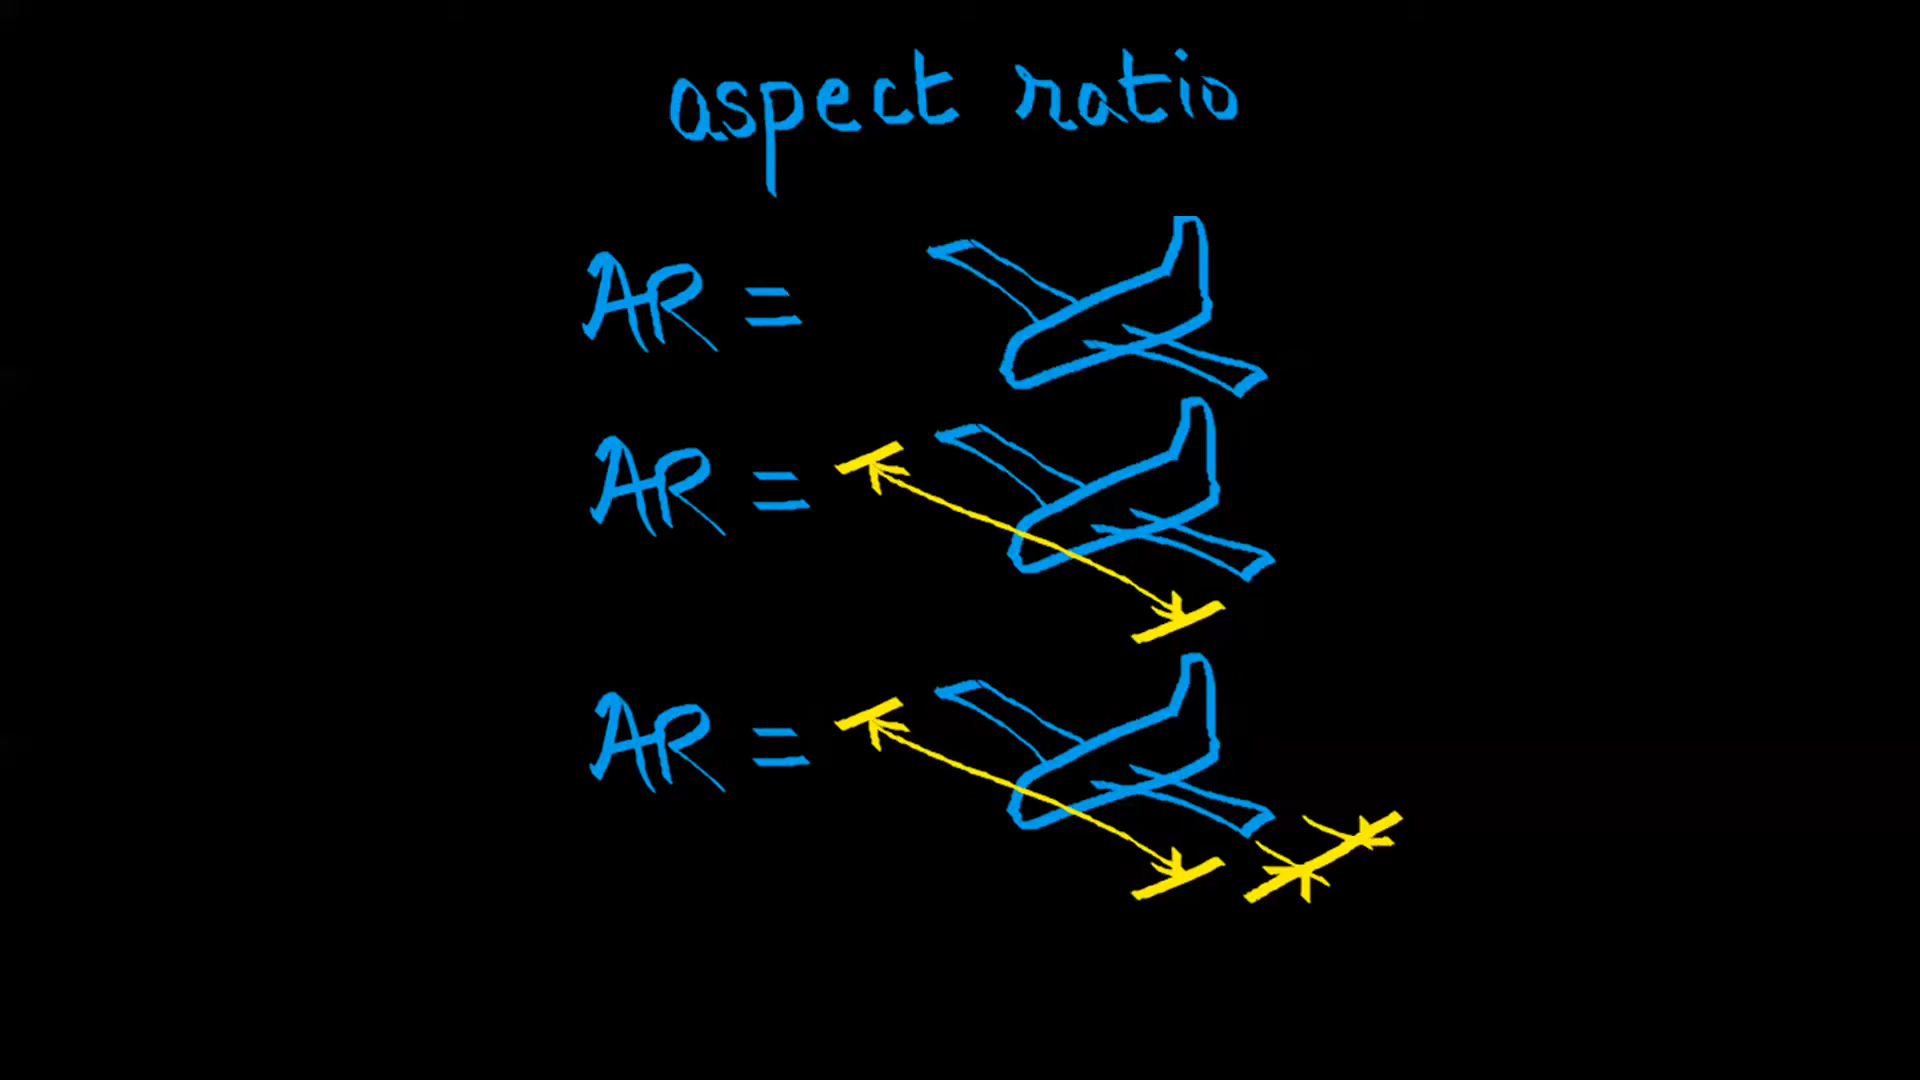 aspect ratio
AR =
AR =
AR =